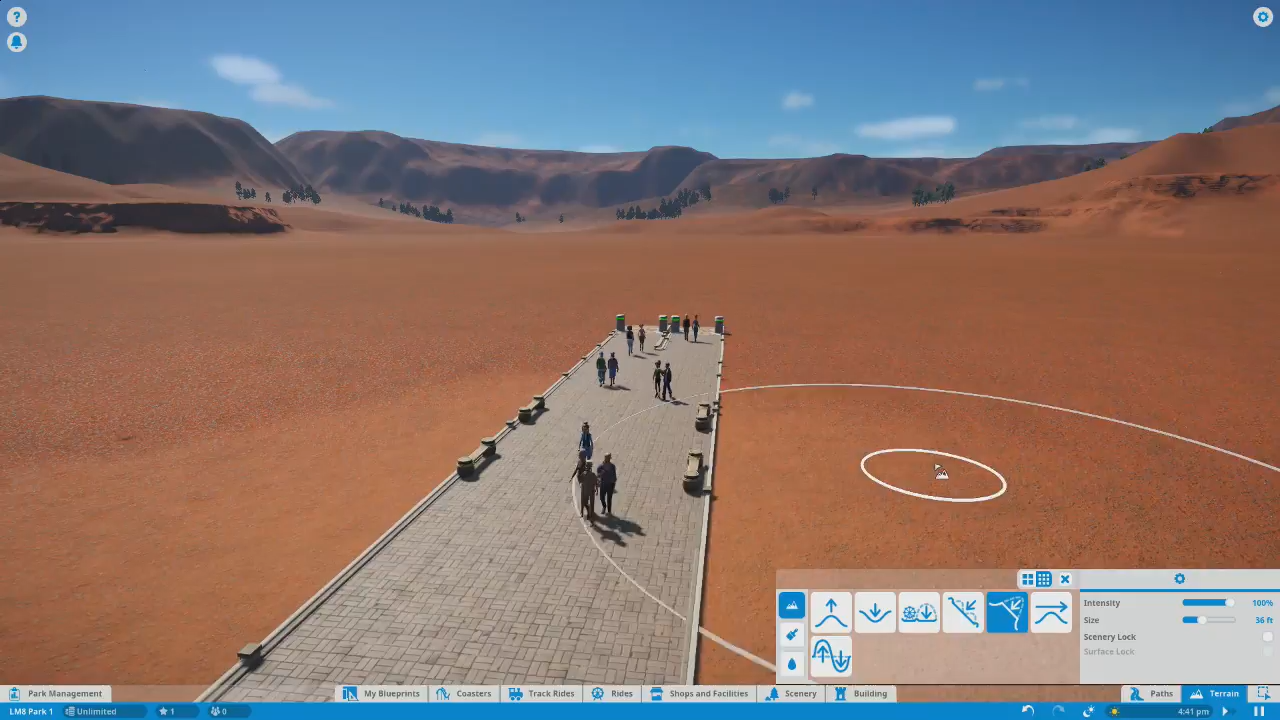 ?
Intensity 100%
Size 36 ft
Scenery Lock
Surface Lock
Park Management My Blueprints Coasters Track Rides Rides Shops and Facilities Scenery Building Paths Terrain
LM8 Park 1 Unlimited 1 0 4:41 pm